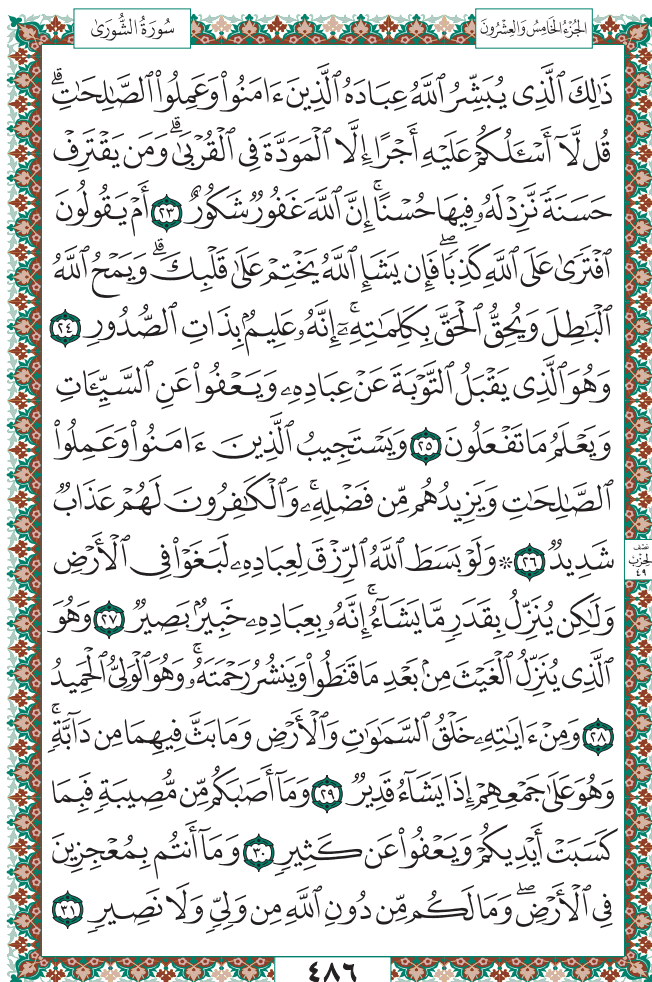 سُورَةُ الشُّورَىٰ
الجُزْءُ الخَامِسُ وَالعِشْرُونَ
ذَٰلِكَ ٱلَّذِى يُبَشِّرُ ٱللَّهُ عِبَادَهُ ٱلَّذِينَ ءَامَنُوا۟ وَعَمِلُوا۟ ٱلصَّـٰلِحَـٰتِ ۗ
قُل لَّآ أَسْـَٔلُكُمْ عَلَيْهِ أَجْرًا إِلَّا ٱلْمَوَدَّةَ فِى ٱلْقُرْبَىٰ ۗ وَمَن يَقْتَرِفْ
حَسَنَةً نَّزِدْ لَهُۥ فِيهَا حُسْنًا ۚ إِنَّ ٱللَّهَ غَفُورٌ شَكُورٌ ٢٣ أَمْ يَقُولُونَ
ٱفْتَرَىٰ عَلَى ٱللَّهِ كَذِبًا ۖ فَإِن يَشَإِ ٱللَّهُ يَخْتِمْ عَلَىٰ قَلْبِكَ ۗ وَيَمْحُ ٱللَّهُ
ٱلْبَـٰطِلَ وَيُحِقُّ ٱلْحَقَّ بِكَلِمَـٰتِهِۦٓ ۚ إِنَّهُۥ عَلِيمٌۢ بِذَاتِ ٱلصُّدُورِ ٢٤
وَهُوَ ٱلَّذِى يَقْبَلُ ٱلتَّوْبَةَ عَنْ عِبَادِهِۦ وَيَعْفُوا۟ عَنِ ٱلسَّيِّـَٔاتِ
وَيَعْلَمُ مَا تَفْعَلُونَ ٢٥ وَيَسْتَجِيبُ ٱلَّذِينَ ءَامَنُوا۟ وَعَمِلُوا۟
ٱلصَّـٰلِحَـٰتِ وَيَزِيدُهُم مِّن فَضْلِهِۦ ۚ وَٱلْكَـٰفِرُونَ لَهُمْ عَذَابٌ
شَدِيدٌ ٢٦ ۞ وَلَوْ بَسَطَ ٱللَّهُ ٱلرِّزْقَ لِعِبَادِهِۦ لَبَغَوْا۟ فِى ٱلْأَرْضِ
نصف
الحزب
٤٩
وَلَـٰكِن يُنَزِّلُ بِقَدَرٍ مَّا يَشَآءُ ۚ إِنَّهُۥ بِعِبَادِهِۦ خَبِيرٌۢ بَصِيرٌ ٢٧ وَهُوَ
ٱلَّذِى يُنَزِّلُ ٱلْغَيْثَ مِنۢ بَعْدِ مَا قَنَطُوا۟ وَيَنشُرُ رَحْمَتَهُۥ ۚ وَهُوَ ٱلْوَلِىُّ ٱلْحَمِيدُ
٢٨ وَمِنْ ءَايَـٰتِهِۦ خَلْقُ ٱلسَّمَـٰوَٰتِ وَٱلْأَرْضِ وَمَا بَثَّ فِيهِمَا مِن دَآبَّةٍ ۚ
وَهُوَ عَلَىٰ جَمْعِهِمْ إِذَا يَشَآءُ قَدِيرٌ ٢٩ وَمَآ أَصَـٰبَكُم مِّن مُّصِيبَةٍ فَبِمَا
كَسَبَتْ أَيْدِيكُمْ وَيَعْفُوا۟ عَن كَثِيرٍ ٣٠ وَمَآ أَنتُم بِمُعْجِزِينَ
فِى ٱلْأَرْضِ ۖ وَمَا لَكُم مِّن دُونِ ٱللَّهِ مِن وَلِىٍّ وَلَا نَصِيرٍ ٣١
٤٨٦